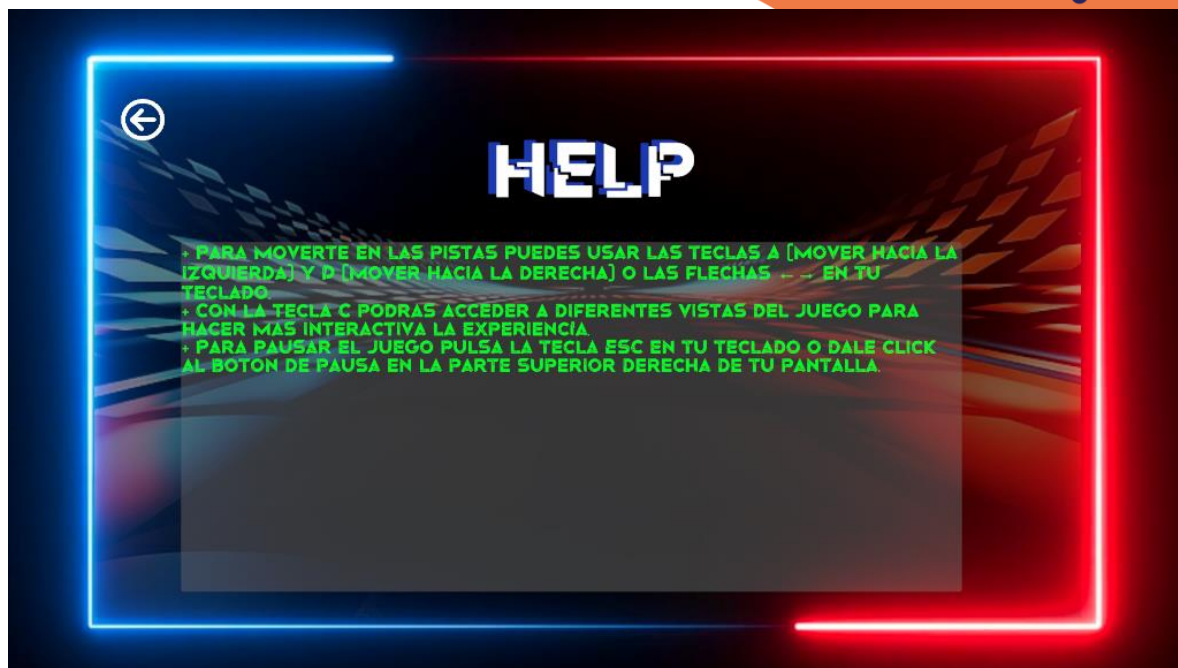 HELP
+ PARA MOVERTE EN LAS PISTAS PUEDES USAR LAS TECLAS A (MOVER HACIA LA
IZQUIERDA) Y D (MOVER HACIA LA DERECHA) O LAS FLECHAS ←→ EN TU
TECLADO.
+ CON LA TECLA C PODRAS ACCEDER A DIFERENTES VISTAS DEL JUEGO PARA
HACER MAS INTERACTIVA LA EXPERIENCIA.
+ PARA PAUSAR EL JUEGO PULSA LA TECLA ESC EN TU TECLADO O DALE CLICK
AL BOTON DE PAUSA EN LA PARTE SUPERIOR DERECHA DE TU PANTALLA.